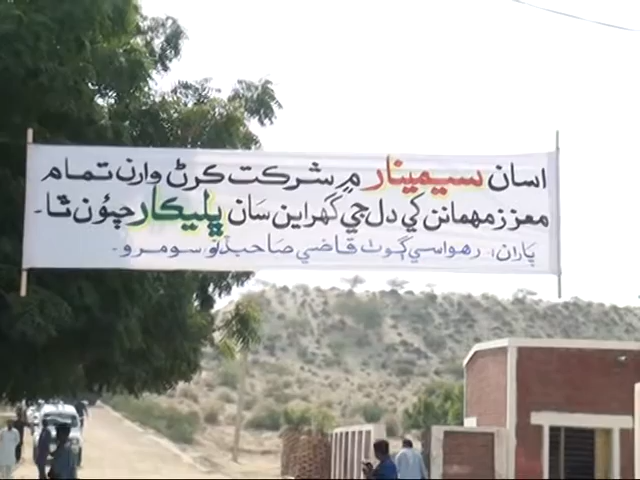 اسان سيمينار ۾ شرڪت ڪرڻ وارن تمام
معزز مهمانن کي دل جي گهراين سان ڀليڪار چئون ٿا۔
پاران: رهواسي ڳوٺ قاضي صاحبڏنو سومرو۔